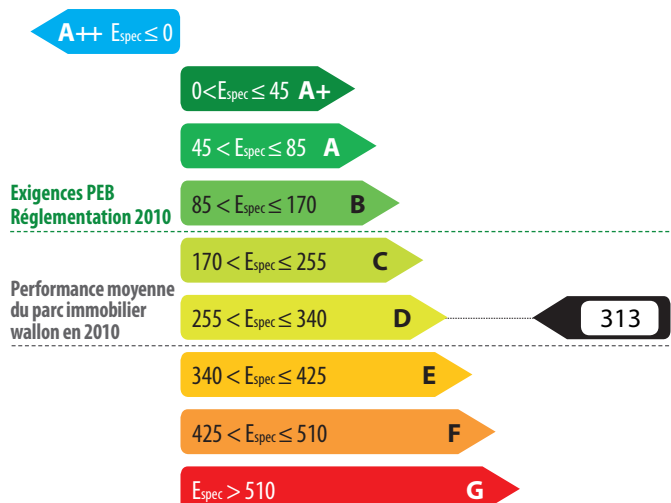 A++ Espec ≤ 0
0<Espec ≤ 45 A+
45 < Espec ≤ 85 A
Exigences PEB
Réglementation 2010
85 < Espec ≤ 170 B
170 < Espec ≤ 255 C
Performance moyenne
du parc immobilier
wallon en 2010
255 < Espec ≤ 340 D
313
340 < Espec ≤ 425 E
425 < Espec ≤ 510 F
Espec > 510 G